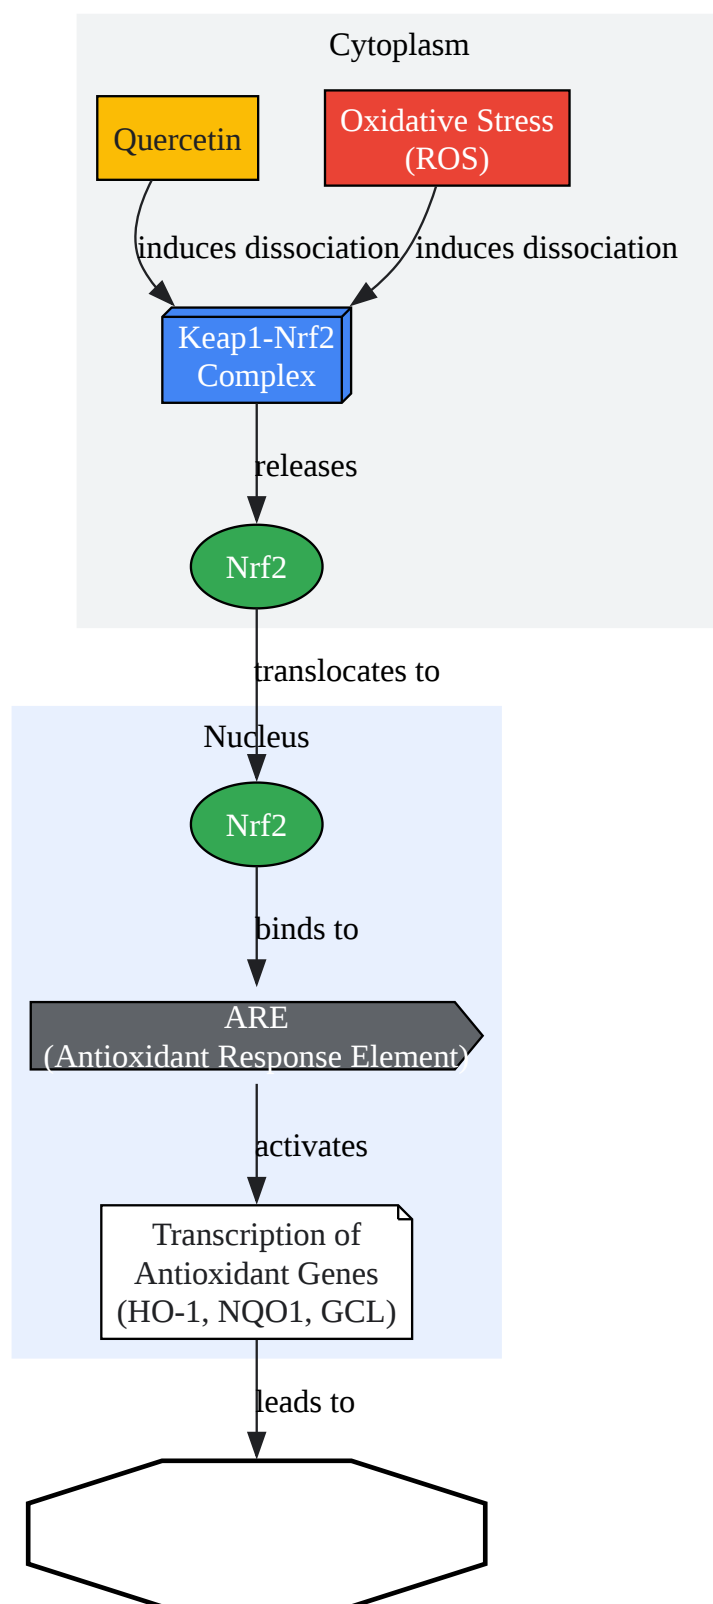 Cytoplasm
Quercetin
Oxidative Stress
(ROS)
induces dissociation
induces dissociation
Keap1-Nrf2
Complex
releases
Nrf2
translocates to
Nucleus
Nrf2
binds to
ARE
(Antioxidant Response Element)
activates
Transcription of
Antioxidant Genes
(HO-1, NQO1, GCL)
leads to